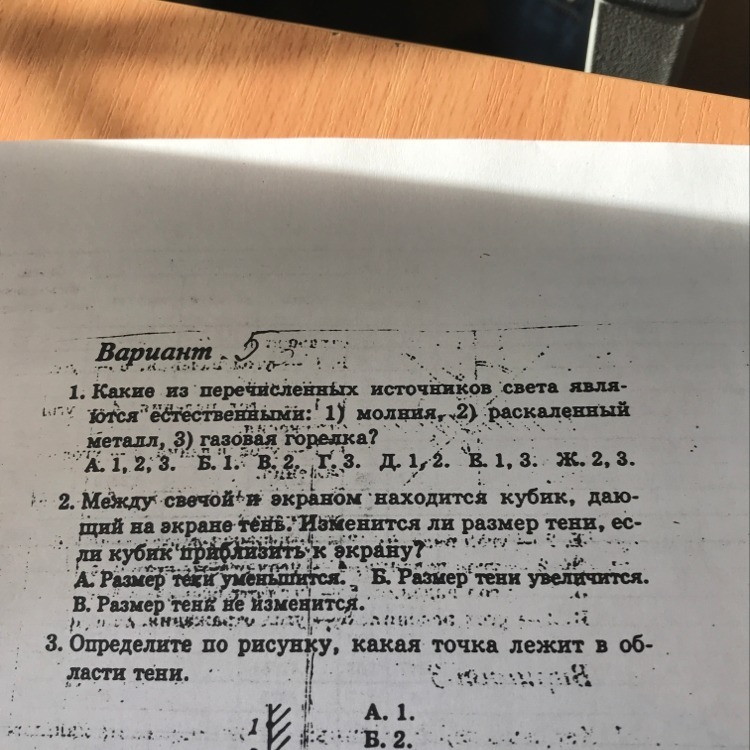 Вариант 5
1. Какие из перечисленных источников света явля-
ются естественными: 1) молния, 2) раскаленный
металл, 3) газовая горелка?
А. 1, 2, 3. Б. 1. В. 2. Г. 3. Д. 1, 2. Е. 1, 3. Ж. 2, 3.
2. Между свечой и экраном находится кубик, даю-
щий на экране тень. Изменится ли размер тени, ес-
ли кубик приблизить к экрану?
А. Размер тени уменьшится. Б. Размер тени увеличится.
В. Размер тени не изменится.
3. Определите по рисунку, какая точка лежит в об-
ласти тени.
1
А. 1.
Б. 2.